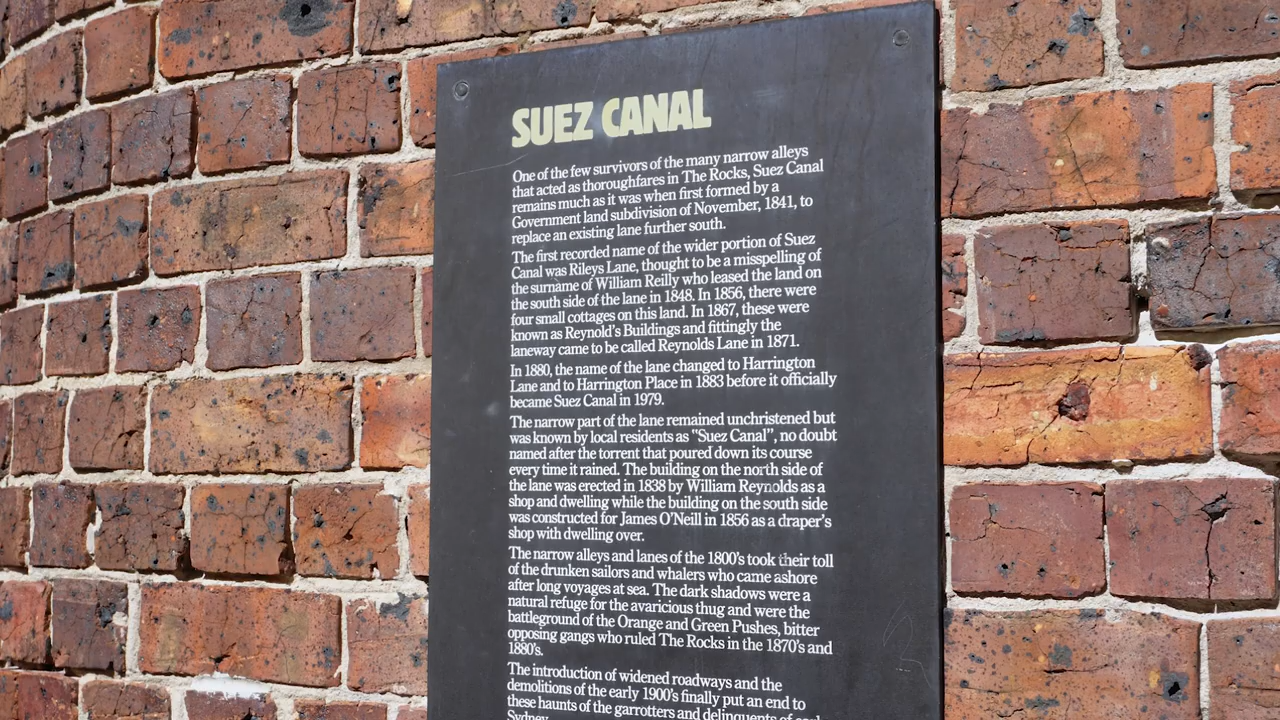 SUEZ CANAL
One of the few survivors of the many narrow alleys
that acted as thoroughfares in The Rocks, Suez Canal
remains much as it was when first formed by a
Government land subdivision of November, 1841, to
replace an existing lane further south.
The first recorded name of the wider portion of Suez
Canal was Rileys Lane, thought to be a misspelling of
the surname of William Reilly who leased the land on
the south side of the lane in 1848. In 1856, there were
four small cottages on this land. In 1867, these were
known as Reynold's Buildings and fittingly the
laneway came to be called Reynolds Lane in 1871.
In 1880, the name of the lane changed to Harrington
Lane and to Harrington Place in 1883 before it officially
became Suez Canal in 1979.
The narrow part of the lane remained unchristened but
was known by local residents as "Suez Canal", no doubt
named after the torrent that poured down its course
every time it rained. The building on the north side of
the lane was erected in 1838 by William Reynolds as a
shop and dwelling while the building on the south side
was constructed for James O'Neill in 1856 as a draper's
shop with dwelling over.
The narrow alleys and lanes of the 1800's took their toll
of the drunken sailors and whalers who came ashore
after long voyages at sea. The dark shadows were a
natural refuge for the avaricious thug and were the
battleground of the Orange and Green Pushes, bitter
opposing gangs who ruled The Rocks in the 1870's and
1880's.
The introduction of widened roadways and the
demolitions of the early 1900's finally put an end to
these haunts of the garrotters and delinquents of early
Sydney.